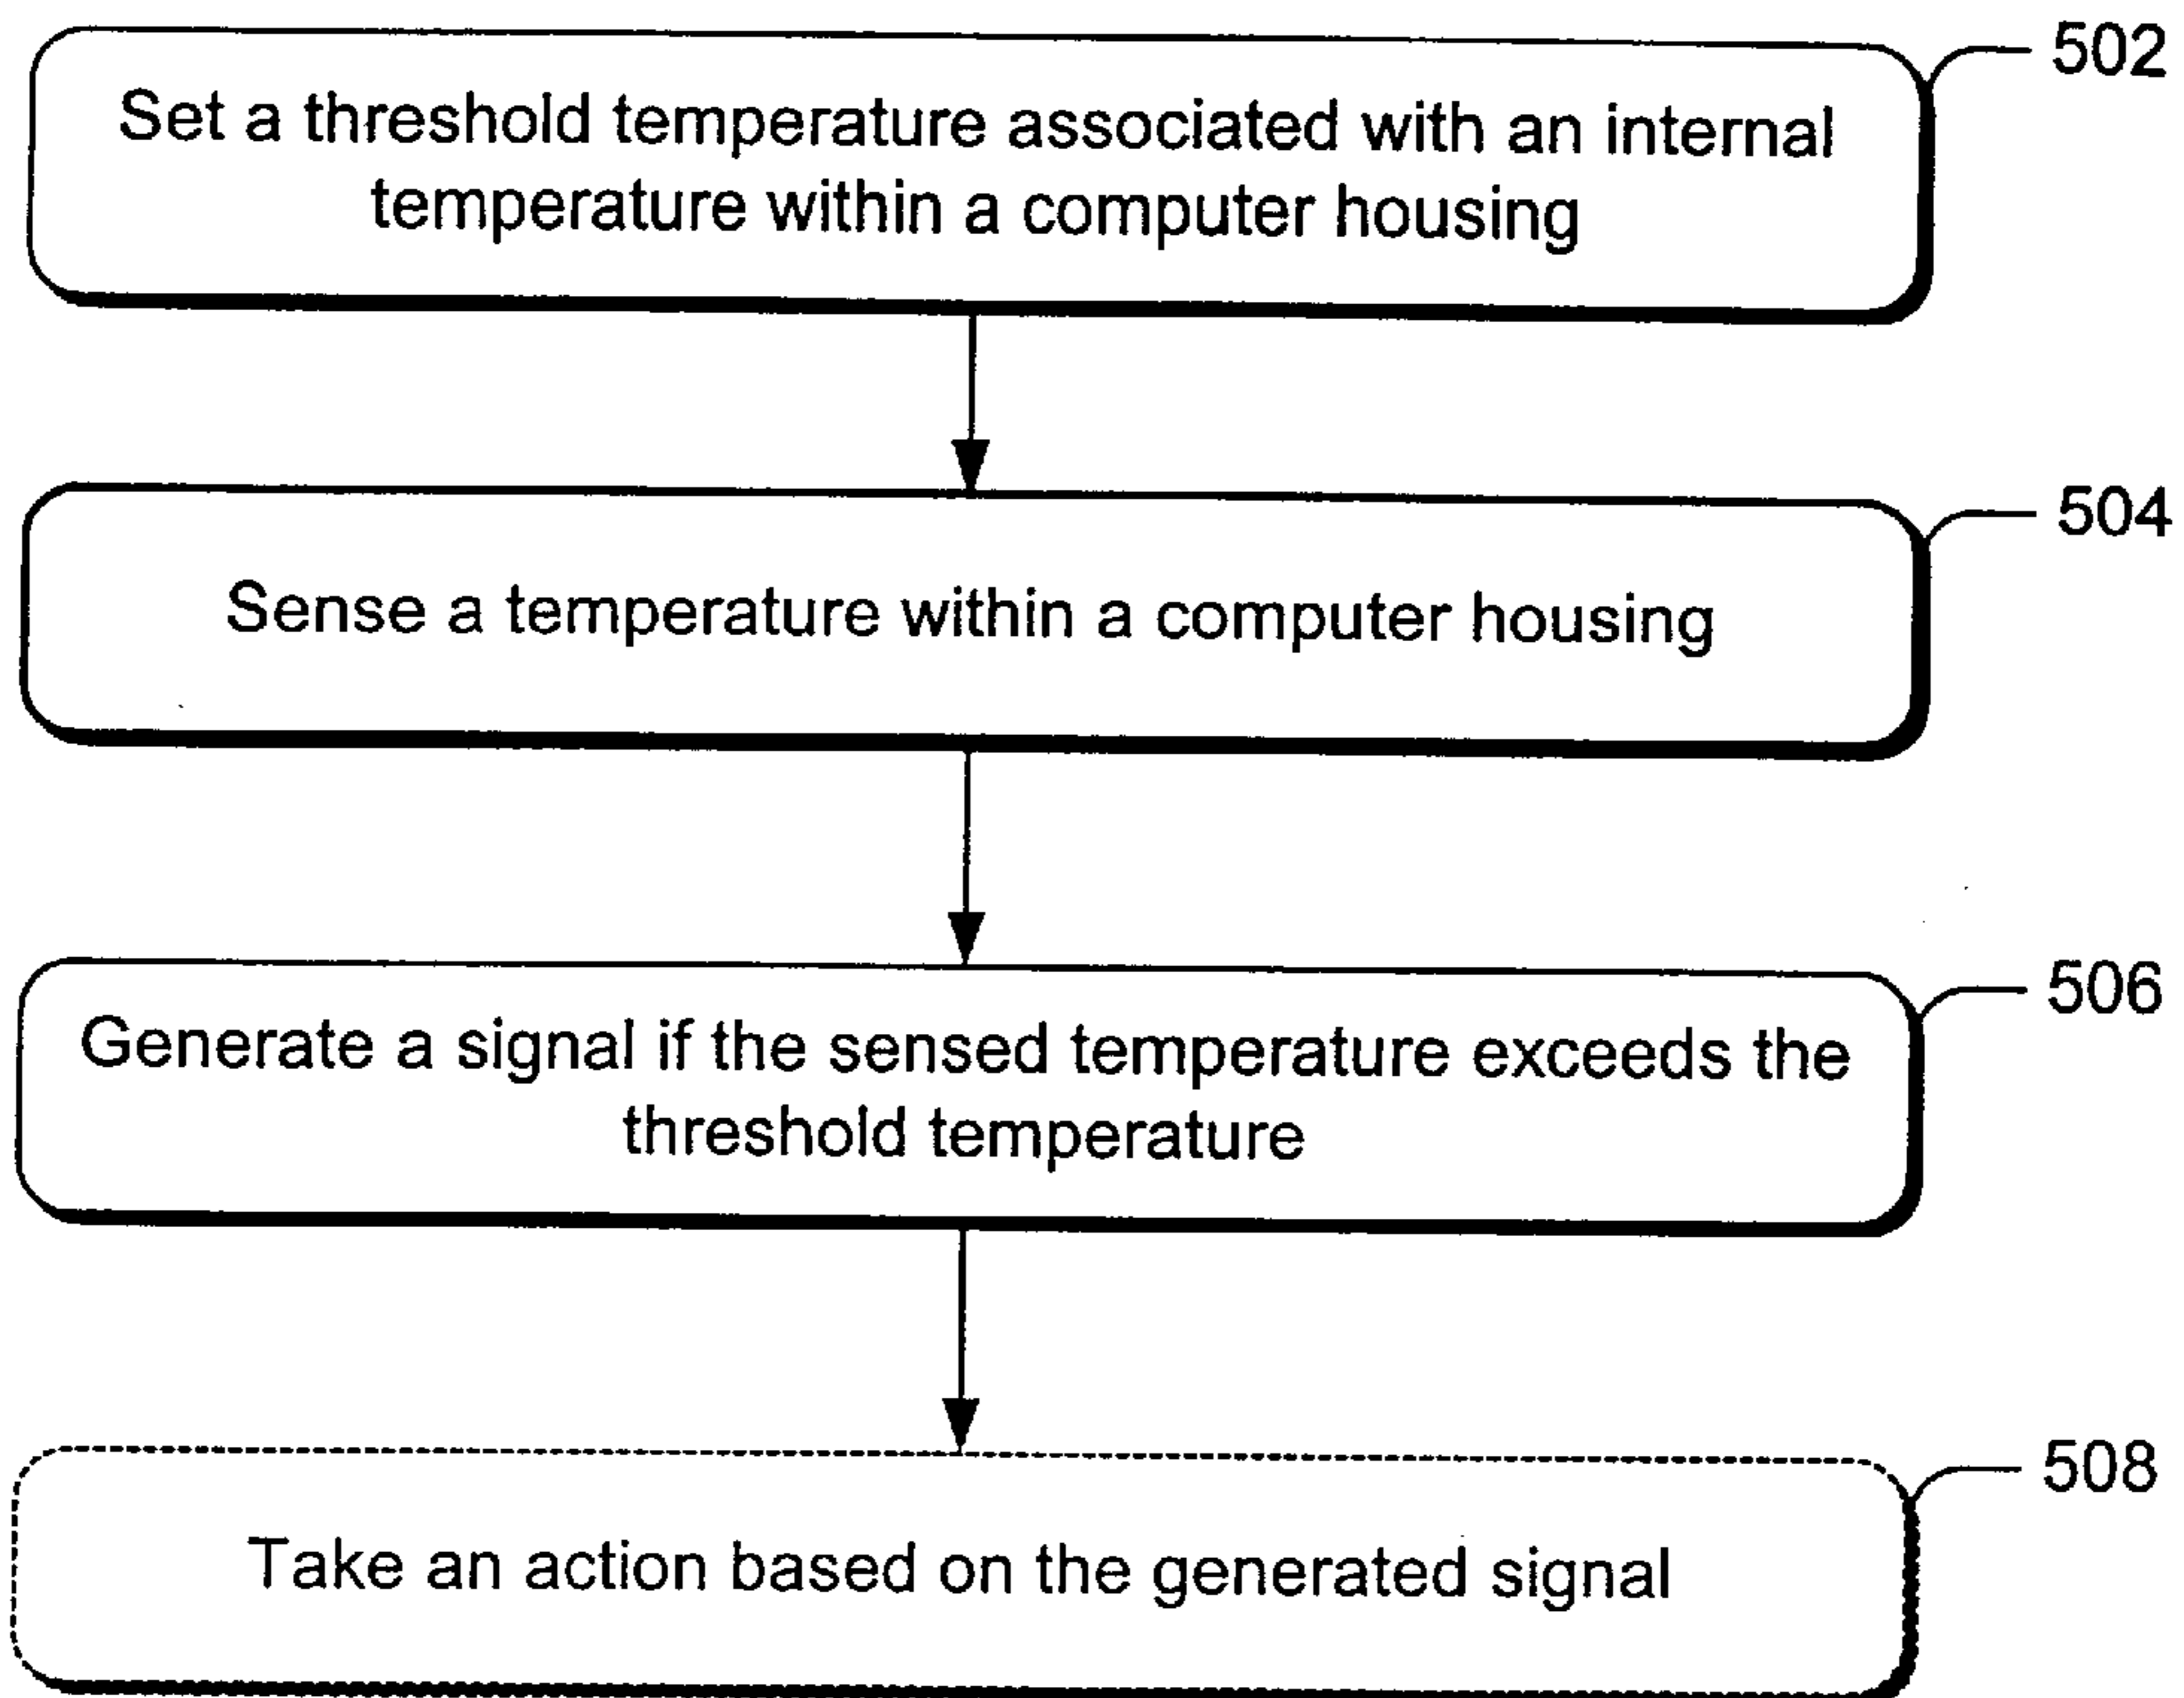 502
Set a threshold temperature associated with an internal
temperature within a computer housing
504
Sense a temperature within a computer housing
506
Generate a signal if the sensed temperature exceeds the
threshold temperature
508
Take an action based on the generated signal